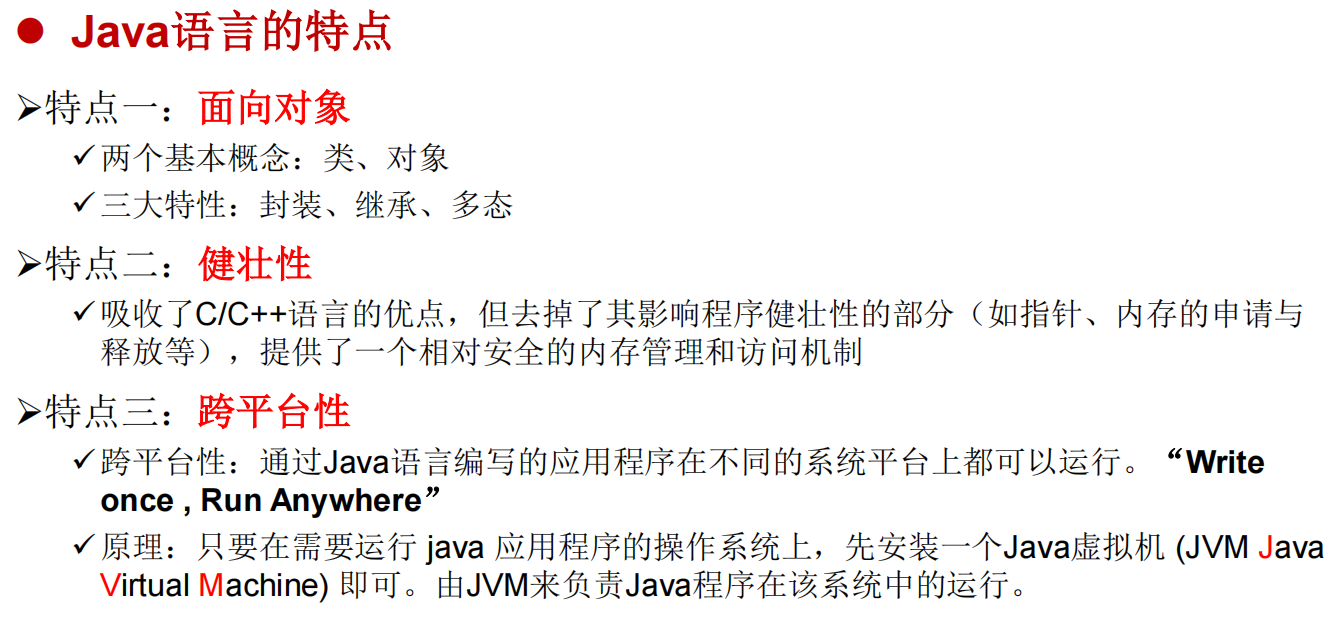 ● Java语言的特点
➢特点一：面向对象
✓两个基本概念：类、对象
✓三大特性：封装、继承、多态
➢特点二：健壮性
✓吸收了C/C++语言的优点，但去掉了其影响程序健壮性的部分（如指针、内存的申请与
释放等），提供了一个相对安全的内存管理和访问机制
➢特点三：跨平台性
✓跨平台性：通过Java语言编写的应用程序在不同的系统平台上都可以运行。“Write
once , Run Anywhere”
✓原理：只要在需要运行 java 应用程序的操作系统上，先安装一个Java虚拟机 (JVM Java
Virtual Machine) 即可。由JVM来负责Java程序在该系统中的运行。